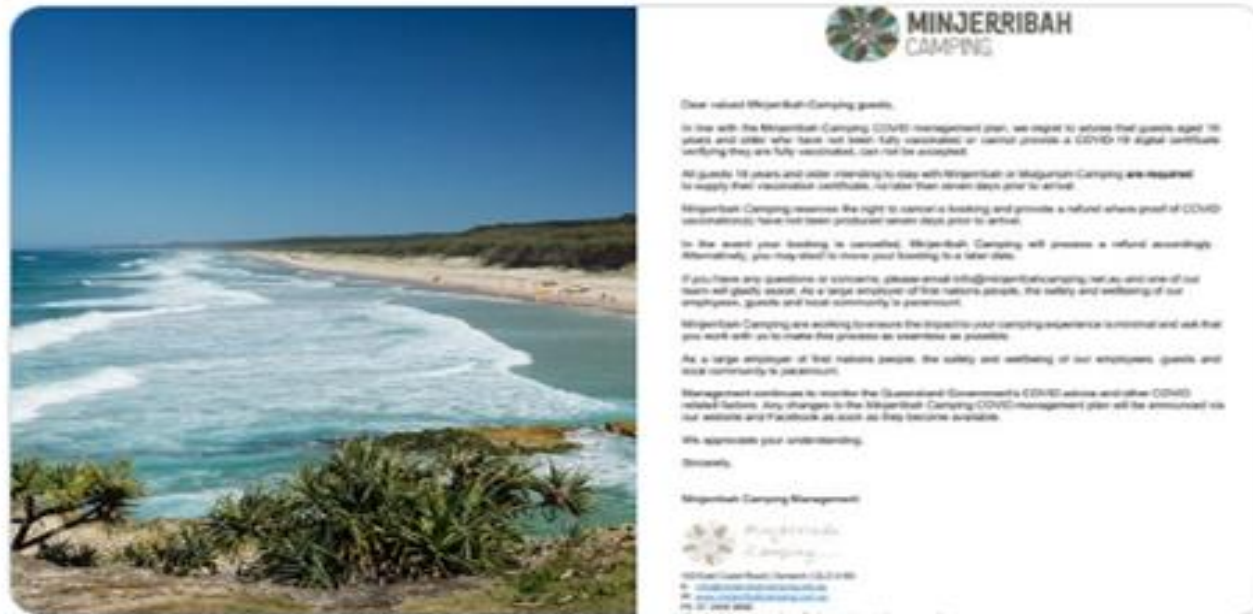 MINJERRIBAH
CAMPING
Dear valued Minjerribah Camping guests,
In line with the Minjerribah Camping COVID management plan, we regret to advise that guests aged 16
years and older who have not been fully vaccinated or cannot provide a COVID-19 digital certificate
verifying they are fully vaccinated, can not be accepted.
All guests 16 years and older intending to stay with Minjerribah or Camping are required
to supply their vaccination certificate, no later than seven days prior to arrival.
Minjerribah Camping reserves the right to cancel a booking and provide a refund where proof of COVID
have not been produced seven days prior to arrival.
In the event your booking is cancelled, Minjerribah Camping will process a refund accordingly.
Alternatively, you may elect to move your booking to a later date.
If you have any questions or concerns, please email and one of our
team will gladly assist. As a large employer of first nations people, the safety and wellbeing of our
employees, guests and local community is paramount.
Minjerribah Camping are working to ensure the impact to your camping experience is minimal and ask that
you work with us to make this process as seamless as possible.
As a large employer of first nations people, the safety and wellbeing of our employees, guests and
local community is paramount.
Management continues to monitor the Queensland Government's COVID advice and other COVID
related factors. Any changes to the Minjerribah Camping COVID management plan will be announced via
our website and Facebook as soon as they become available.
We appreciate your understanding.
Sincerely,
Minjerribah Camping Management
Minjerribah
Camping